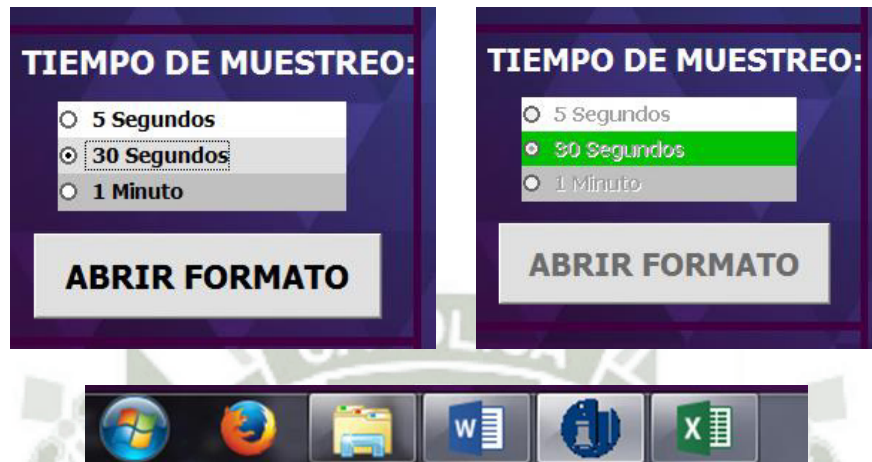 TIEMPO DE MUESTREO:
5 Segundos
30 Segundos
1 Minuto
ABRIR FORMATO
TIEMPO DE MUESTREO:
5 Segundos
30 Segundos
1 Minuto
ABRIR FORMATO
CATOLICA
W
X